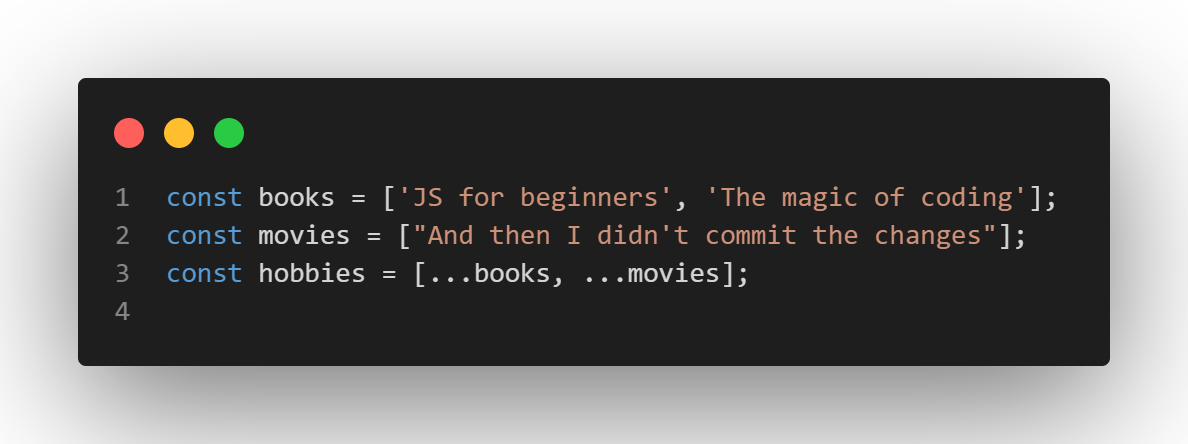 1 const books = ['JS for beginners', 'The magic of coding'];
2 const movies = ["And then I didn't commit the changes"];
3 const hobbies = [...books, ...movies];
4